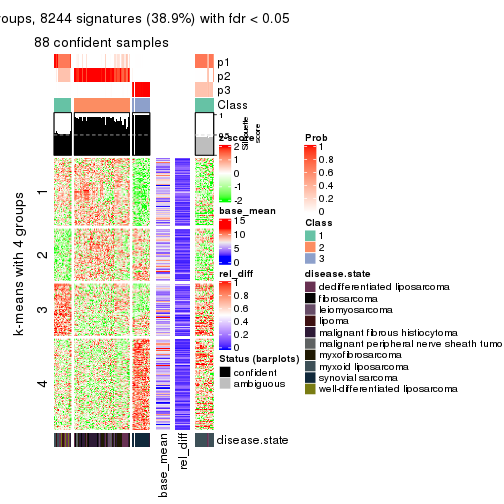 oups, 8244 signatures (38.9%) with fdr < 0.05
88 confident samples
p1
p2
p3
Class
1
0.5
0
Silhouette
score
z-score
2
1
0
-1
-2
base_mean
15
10
5
0
rel_diff
1
0.8
0.6
0.4
0.2
0
Status (barplots)
confident
ambiguous
k-means with 4 groups
1
2
3
4
base_mean
rel_diff
disease.state
Prob
1
0.8
0.6
0.4
0.2
0
Class
1
2
3
disease.state
dedifferentiated liposarcoma
fibrosarcoma
leiomyosarcoma
lipoma
malignant fibrous histiocytoma
malignant peripheral nerve sheath tumo
myxofibrosarcoma
myxoid liposarcoma
synovial sarcoma
well-differentiated liposarcoma